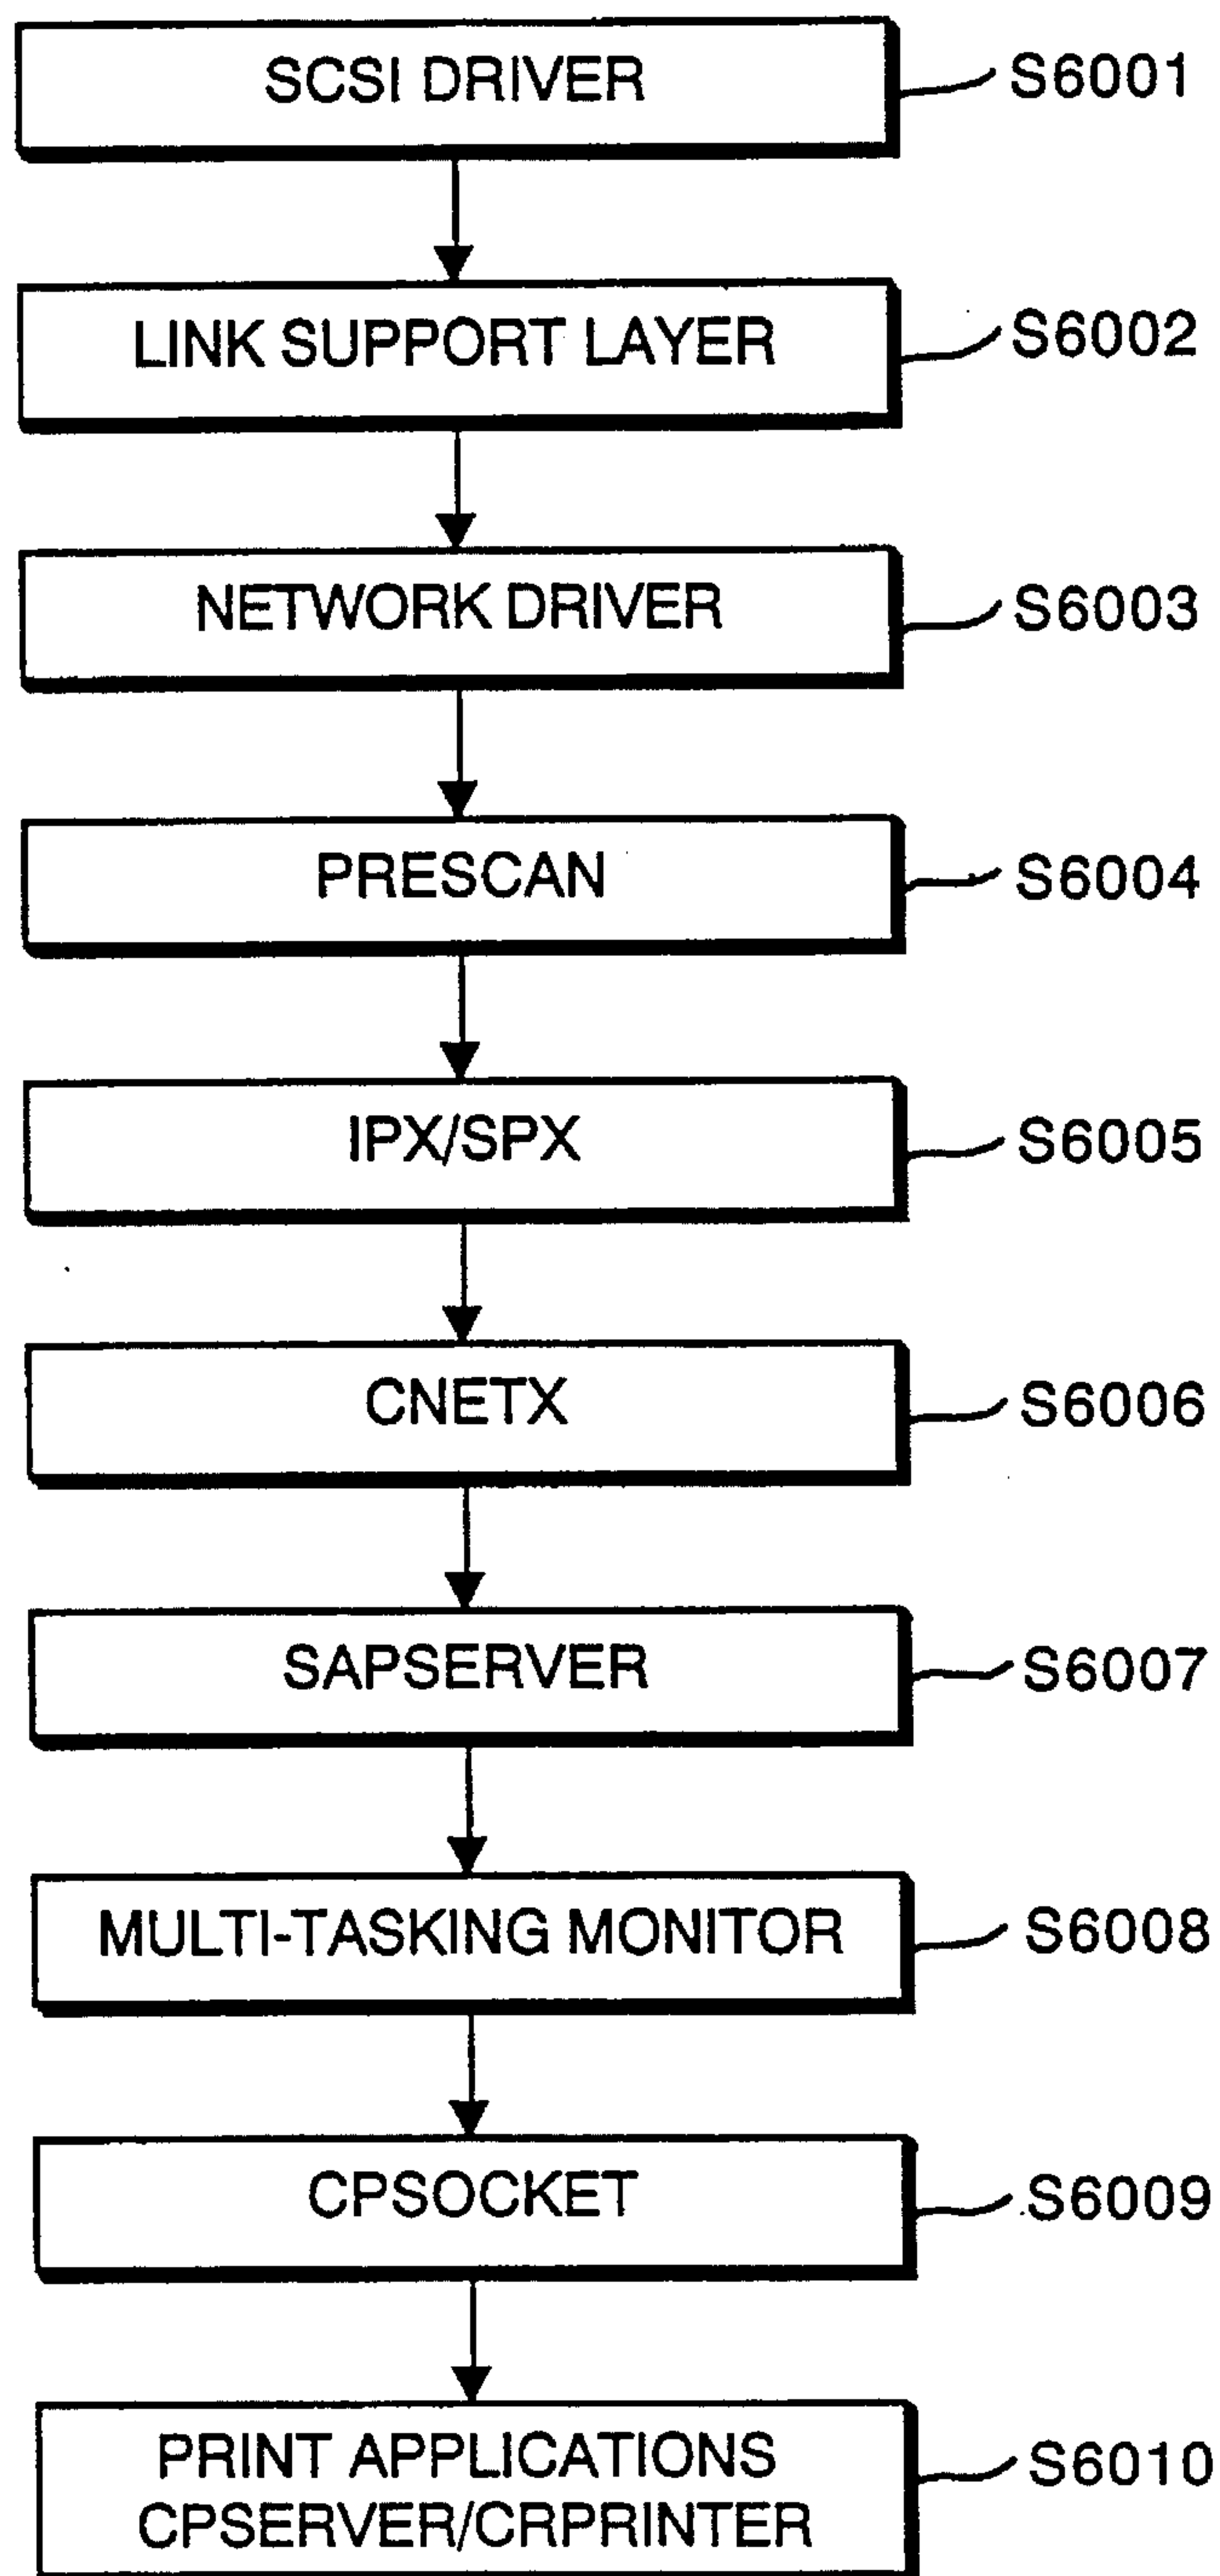 SCSI DRIVER
S6001
LINK SUPPORT LAYER
S6002
NETWORK DRIVER
S6003
PRESCAN
S6004
IPX/SPX
S6005
CNETX
S6006
SAPSERVER
S6007
MULTI-TASKING MONITOR
S6008
CPSOCKET
S6009
PRINT APPLICATIONS
CPSERVER/CRPRINTER
S6010